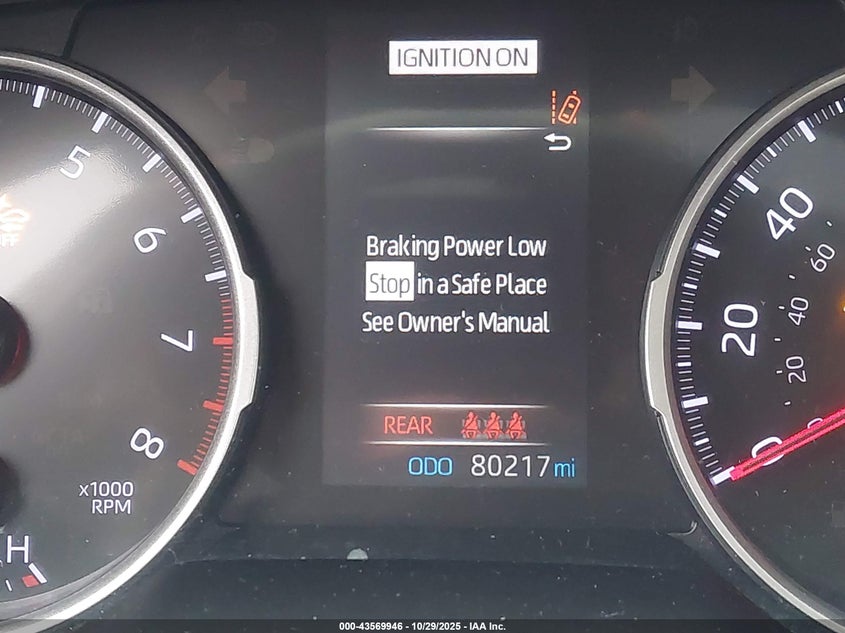 IGNITION ON
Braking Power Low
Stop in a Safe Place
See Owner's Manual
REAR
ODO 80217 mi
5
6
7
8
x1000
RPM
H
40
20
0
60
40
20
000-43569946 - 10/29/2025 - IAA Inc.